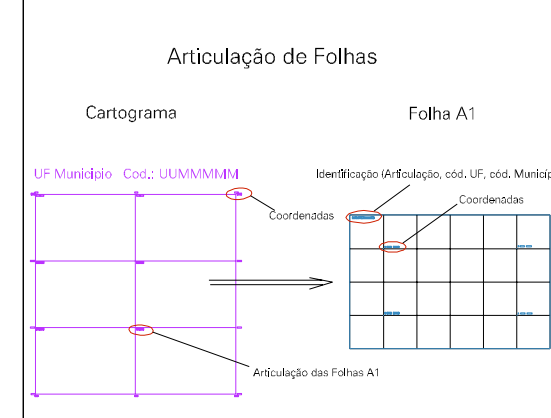 Articulação de Folhas
Cartograma
Folha A1
UF Municipio Cod.: UUMMMMM
Identificação (Articulação, cód. UF, cód. Municíp
Coordenadas
Coordenadas
Articulação das Folhas A1